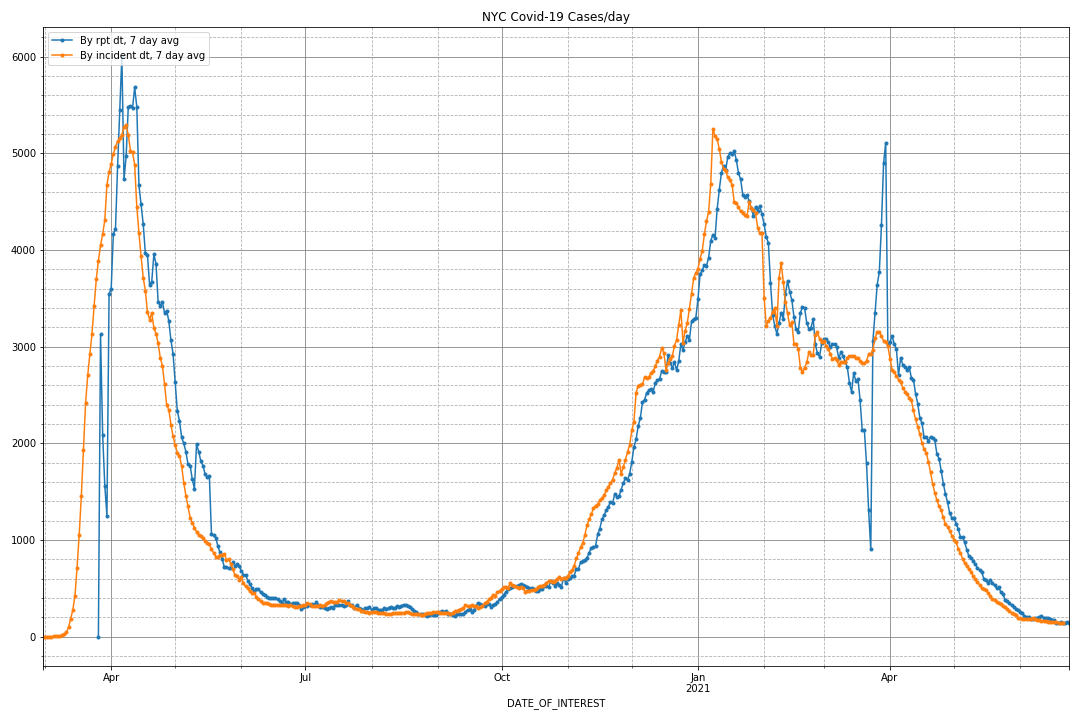 NYC Covid-19 Cases/day
By rpt dt, 7 day avg
By incident dt, 7 day avg
6000
5000
4000
3000
2000
1000
0
Apr
Jul
Oct
Jan
2021
Apr
DATE_OF_INTEREST